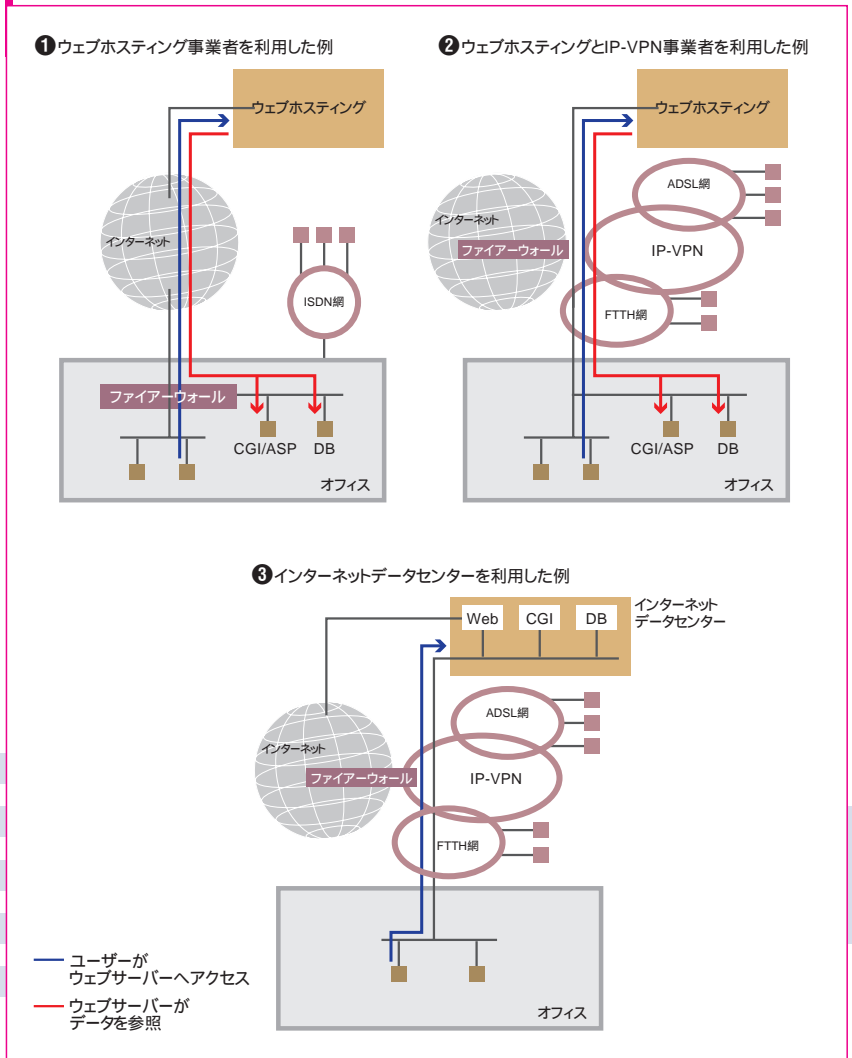 ❶ウェブホスティング事業者を利用した例
ウェブホスティング
インターネット
ISDN網
ファイアーウォール
CGI/ASP
DB
オフィス
❷ウェブホスティングとIP-VPN事業者を利用した例
ウェブホスティング
ADSL網
インターネット
ファイアーウォール
IP-VPN
FTTH網
CGI/ASP
DB
オフィス
❸インターネットデータセンターを利用した例
Web
CGI
DB
インターネット
データセンター
ADSL網
インターネット
ファイアーウォール
IP-VPN
FTTH網
オフィス
ユーザーが
ウェブサーバーへアクセス
ウェブサーバーが
データを参照